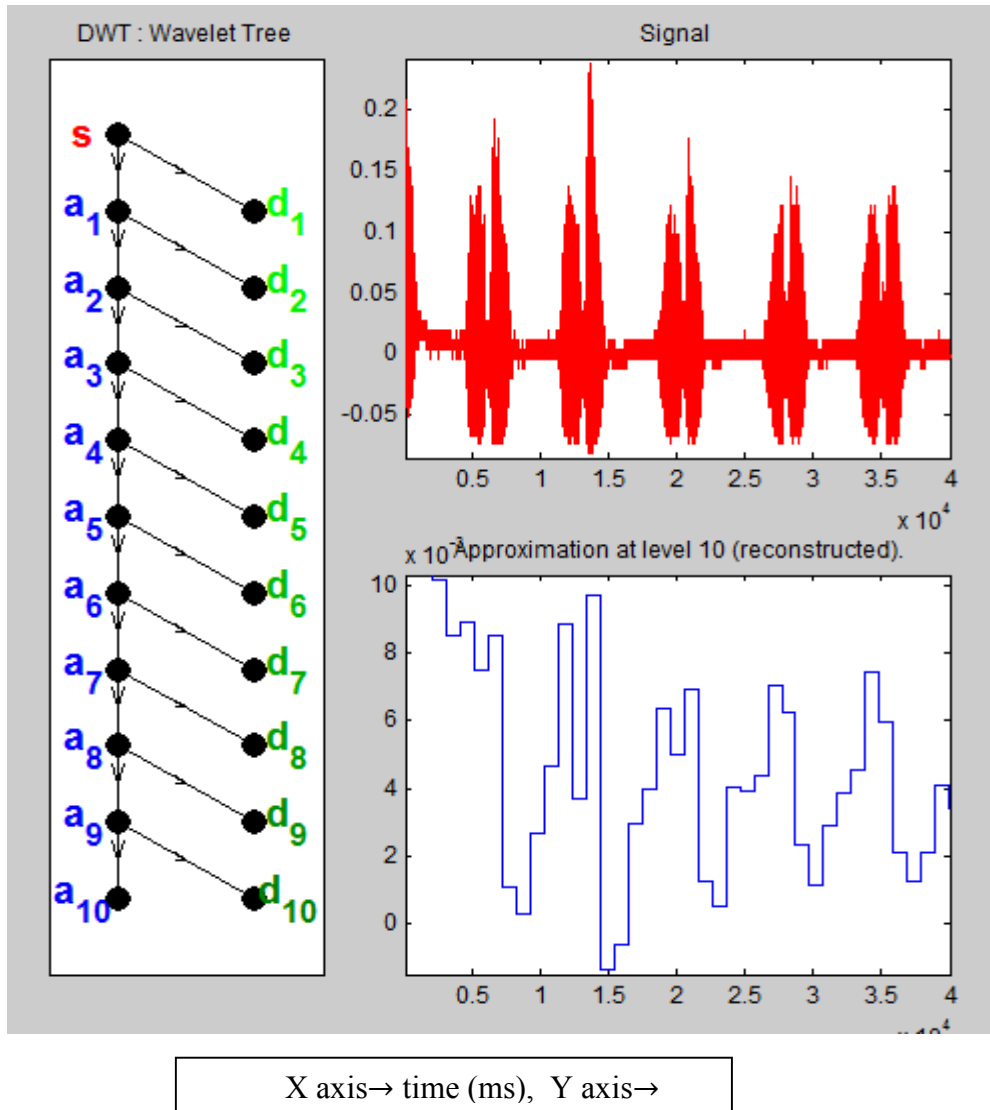 DWT : Wavelet Tree
s
a1 d1
a2 d2
a3 d3
a4 d4
a5 d5
a6 d6
a7 d7
a8 d8
a9 d9
a10 d10
Signal
0.2
0.15
0.1
0.05
0
-0.05
0.5 1 1.5 2 2.5 3 3.5 4
x 10^4
x 10^-3 Approximation at level 10 (reconstructed).
10
8
6
4
2
0
0.5 1 1.5 2 2.5 3 3.5 4
x 10^4
X axis→ time (ms), Y axis→